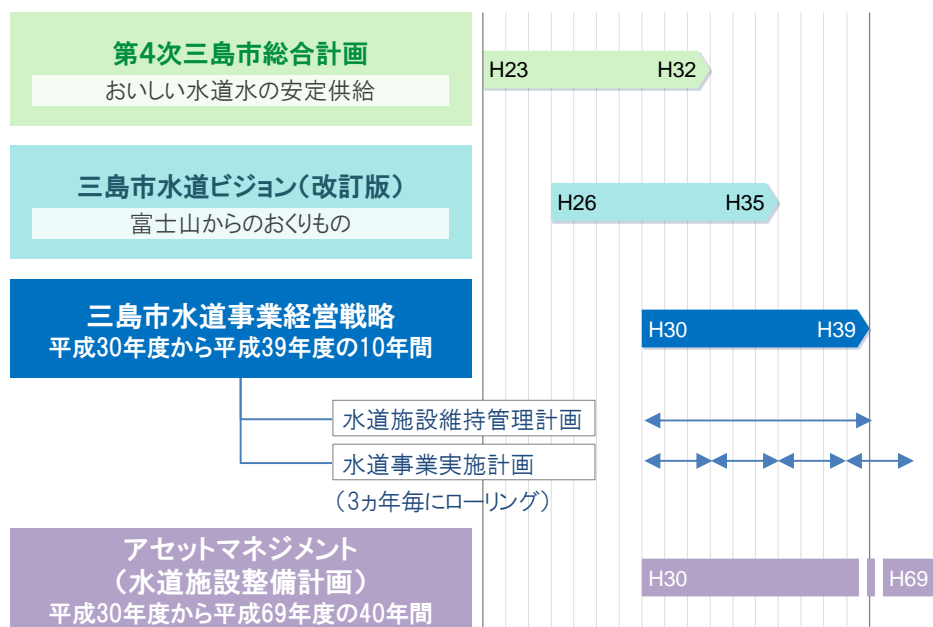 第4次三島市総合計画
おいしい水道水の安定供給
H23
H32
三島市水道ビジョン（改訂版）
富士山からのおくりもの
H26
H35
三島市水道事業経営戦略
平成30年度から平成39年度の10年間
H30
H39
水道施設維持管理計画
水道事業実施計画
（3ヵ年毎にローリング）
アセットマネジメント
（水道施設整備計画）
平成30年度から平成69年度の40年間
H30
H69